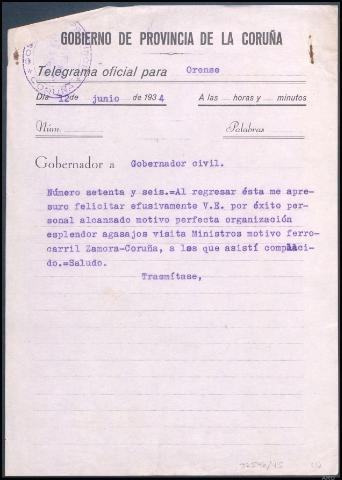 GOBIERNO DE PROVINCIA DE LA CORUÑA
Telegrama oficial para Orense
Día 12 de junio de 1934 A las horas y minutos
Núm. Palabras
Gobernador a Gobernador civil.
Número setenta y seis.=Al regresar ésta me apre-
suro felicitar efusivamente V.E. por éxito per-
sonal alcanzado motivo perfecta organización
esplendor agasajos visita Ministros motivo ferro-
carril Zamora-Coruña, a los que asistí complaci-
do.=Saludo.
Trasmítase,